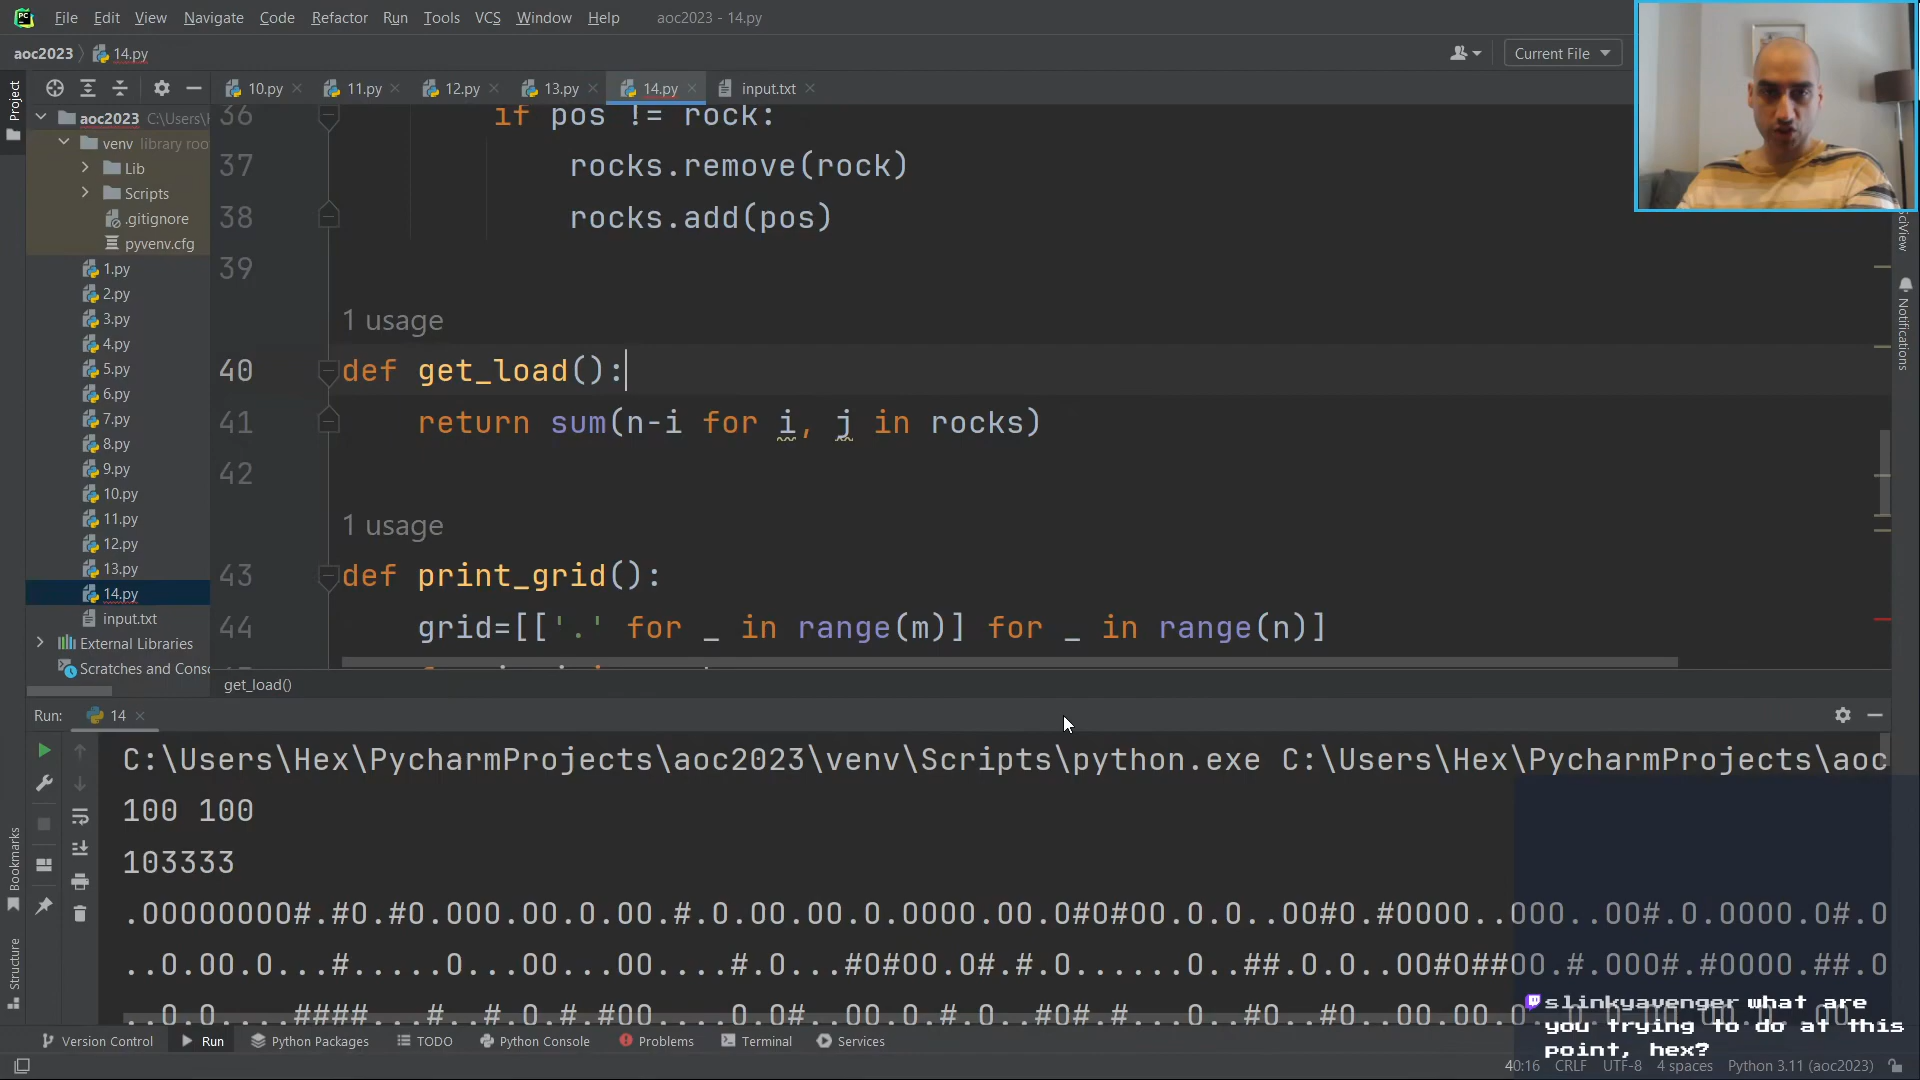 File Edit View Navigate Code Refactor Run Tools VCS Window Help aoc2023 - 14.py
aoc2023 14.py Current File
Project 10.py 11.py 12.py 13.py 14.py input.txt
aoc2023 C:\Users\H
venv library roo
Lib
Scripts
.gitignore
pyvenv.cfg
1.py
2.py
3.py
4.py
5.py
6.py
7.py
8.py
9.py
10.py
11.py
12.py
13.py
14.py
input.txt
External Libraries
Scratches and Conso
36 if pos != rock:
37 rocks.remove(rock)
38 rocks.add(pos)
39
1 usage
40 def get_load():
41 return sum(n-i for i, j in rocks)
42
1 usage
43 def print_grid():
44 grid=[['.' for _ in range(m)] for _ in range(n)]
get_load()
SciView
Notifications
Run: 14
C:\Users\Hex\PycharmProjects\aoc2023\venv\Scripts\python.exe C:\Users\Hex\PycharmProjects\aoc
100 100
103333
.OOOOOOOO#.#O.#O.OOO.OO.O.OO.#.O.OO.OO.O.OOOO.OO.O#O#OO.O.O..OO#O.#OOOO..OOO..OO#.O.OOOO.O#.O
..O.OO.O...#.....O...OO...OO....#.O...#O#OO.O#.#.O......O..##.O.O..OO#O##OO.#.OOO#.#OOOO.##.O
Bookmarks
Structure
slinkyavenger what are
you trying to do at this
point, hex?
Version Control Run Python Packages TODO Python Console Problems Terminal Services
40:16 CRLF UTF-8 4 spaces Python 3.11 (aoc2023)